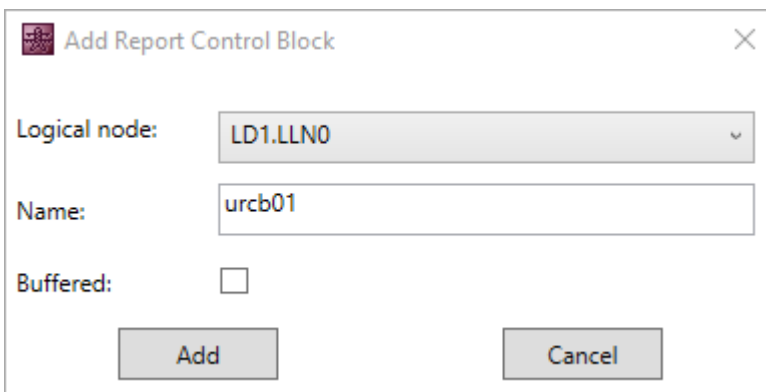 Add Report Control Block
Logical node: LD1.LLN0
Name: urcb01
Buffered:
Add Cancel